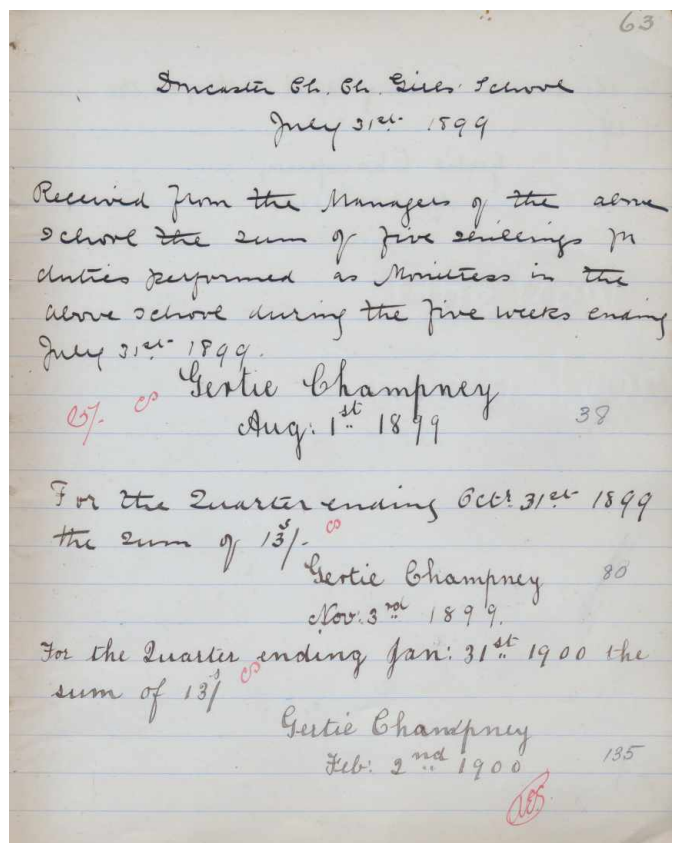 63
Doncaster Ch. Ch. Girls' School
July 31st 1899
Received from the Managers of the above
School the sum of five shillings for
duties performed as Monitress in the
above school during the five weeks ending
July 31st 1899.
Gertie Champney
5/-
Aug: 1st 1899
38
For the Quarter ending Octr 31st 1899
the sum of 13s/-
Gertie Champney
80
Nov: 3rd 1899.
For the Quarter ending Jan: 31st 1900 the
sum of 13s/
Gertie Champney
Feb: 2nd 1900
135